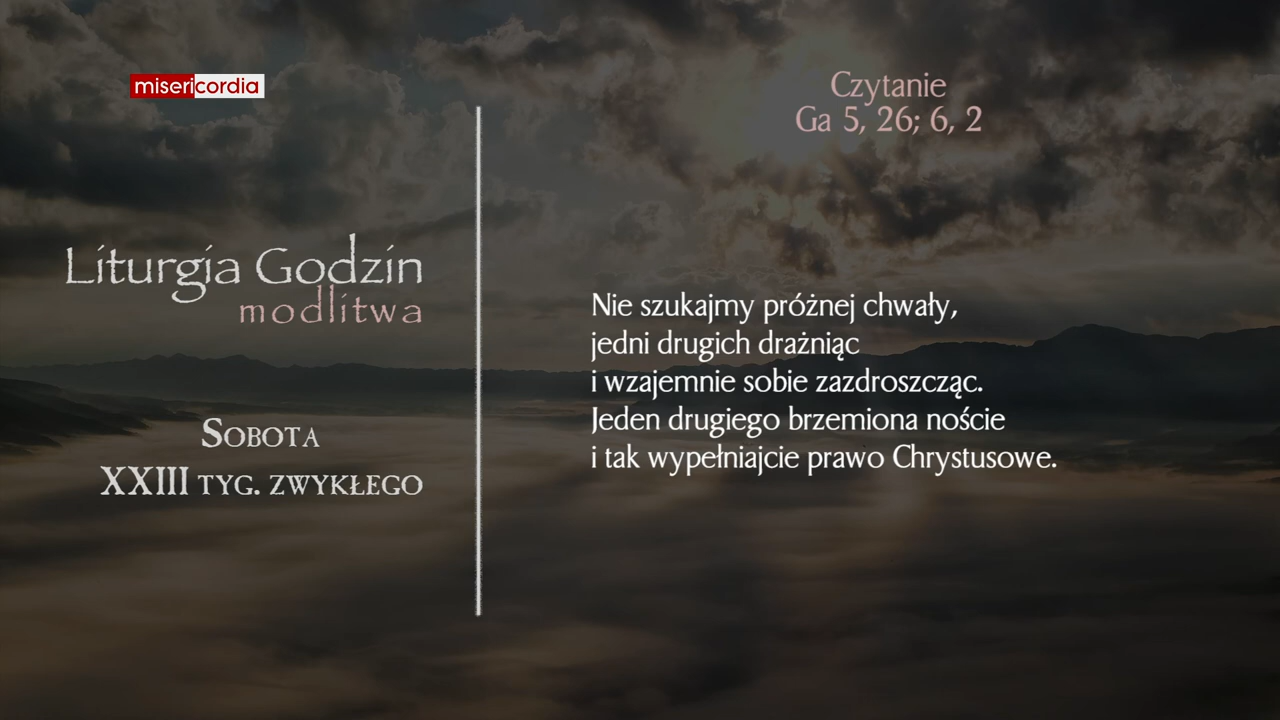 misericordia
Liturgia Godzin
modlitwa
Sobota
XXIII tyg. zwykłego
Czytanie
Ga 5, 26; 6, 2
Nie szukajmy próżnej chwały,
jedni drugich drażniąc
i wzajemnie sobie zazdroszcząc.
Jeden drugiego brzemiona noście
i tak wypełniajcie prawo Chrystusowe.